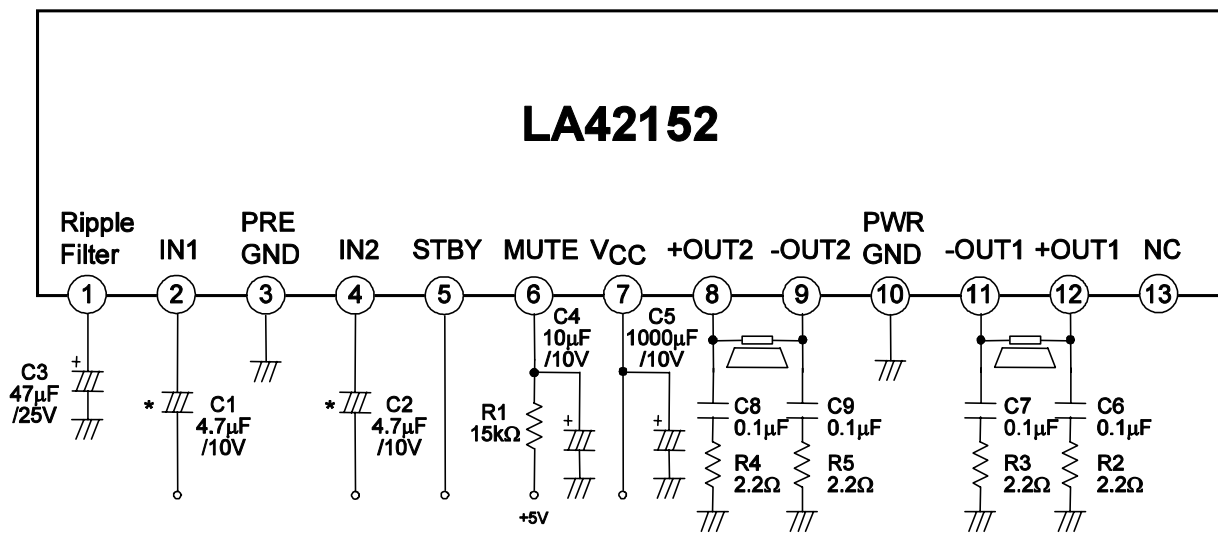 LA42152
Ripple
Filter
IN1
PRE
GND
IN2
STBY
MUTE
VCC
+OUT2
-OUT2
PWR
GND
-OUT1
+OUT1
NC
1
2
3
4
5
6
7
8
9
10
11
12
13
C3
47μF
/25V
+
*
C1
4.7μF
/10V
*
C2
4.7μF
/10V
R1
15kΩ
+5V
C4
10μF
/10V
+
C5
1000μF
/10V
+
C8
0.1μF
R4
2.2Ω
C9
0.1μF
R5
2.2Ω
C7
0.1μF
R3
2.2Ω
C6
0.1μF
R2
2.2Ω